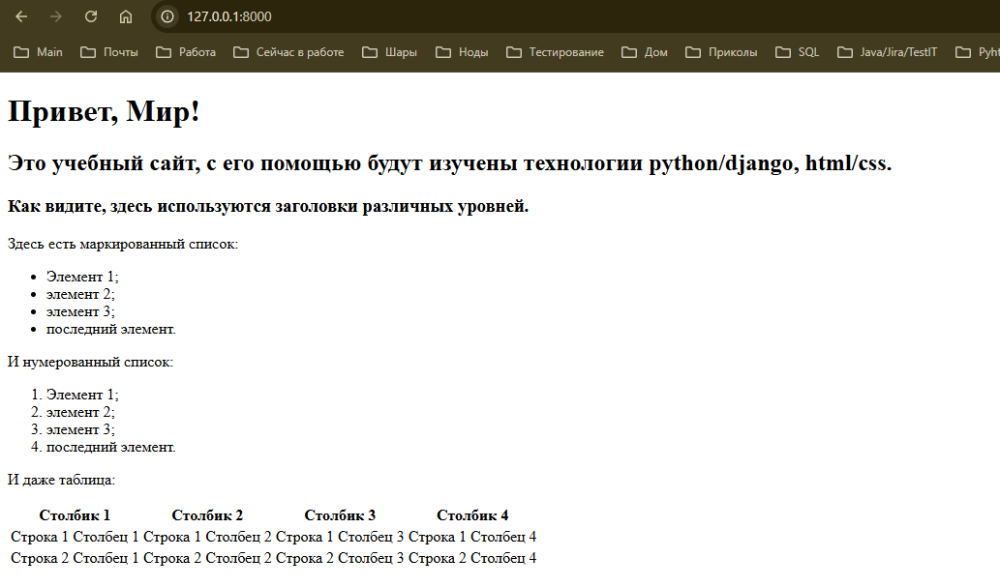 127.0.0.1:8000
Main Почты Работа Сейчас в работе Шары Ноды Тестирование Дом Приколы SQL Java/Jira/TestIT
Привет, Мир!
Это учебный сайт, с его помощью будут изучены технологии python/django, html/css.
Как видите, здесь используются заголовки различных уровней.
Здесь есть маркированный список:
• Элемент 1;
• элемент 2;
• элемент 3;
• последний элемент.
И нумерованный список:
1. Элемент 1;
2. элемент 2;
3. элемент 3;
4. последний элемент.
И даже таблица:
Столбик 1 Столбик 2 Столбик 3 Столбик 4
Строка 1 Столбец 1 Строка 1 Столбец 2 Строка 1 Столбец 3 Строка 1 Столбец 4
Строка 2 Столбец 1 Строка 2 Столбец 2 Строка 2 Столбец 3 Строка 2 Столбец 4